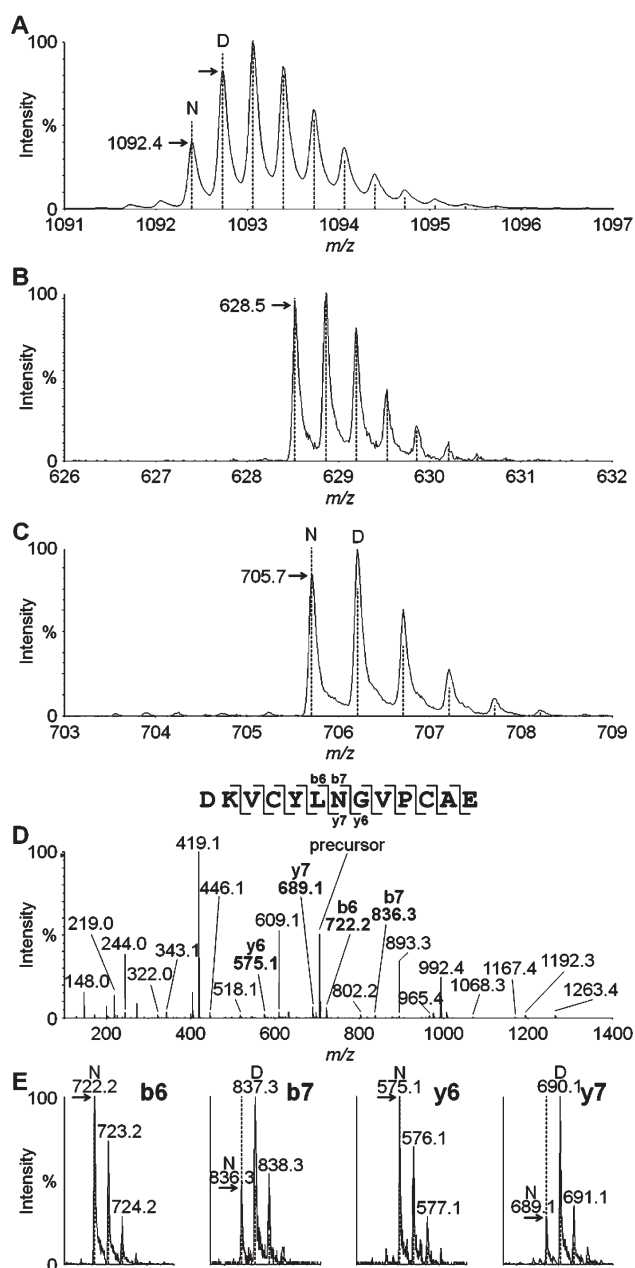 A
100
D
N
1092.4
Intensity
%
0
1091 1092 1093 1094 1095 1096 1097
m/z
B
100
628.5
Intensity
%
0
626 627 628 629 630 631 632
m/z
C
100
N D
705.7
Intensity
%
0
703 704 705 706 707 708 709
m/z
b6 b7
DKVCYLNGVPCAE
y7 y6
D
100
419.1
precursor
y7
689.1
446.1
b6
722.2
b7
836.3
219.0
244.0
343.1
609.1
y6
575.1
893.3
148.0
322.0
518.1
802.2
992.4
965.4
1167.4
1192.3
1068.3
1263.4
Intensity
%
0
200 400 600 800 1000 1200 1400
m/z
E
N
722.2
b6
723.2
724.2
D
837.3
b7
N
836.3
838.3
N
575.1
y6
576.1
577.1
D
690.1
y7
N
689.1
691.1
100
Intensity
%
0